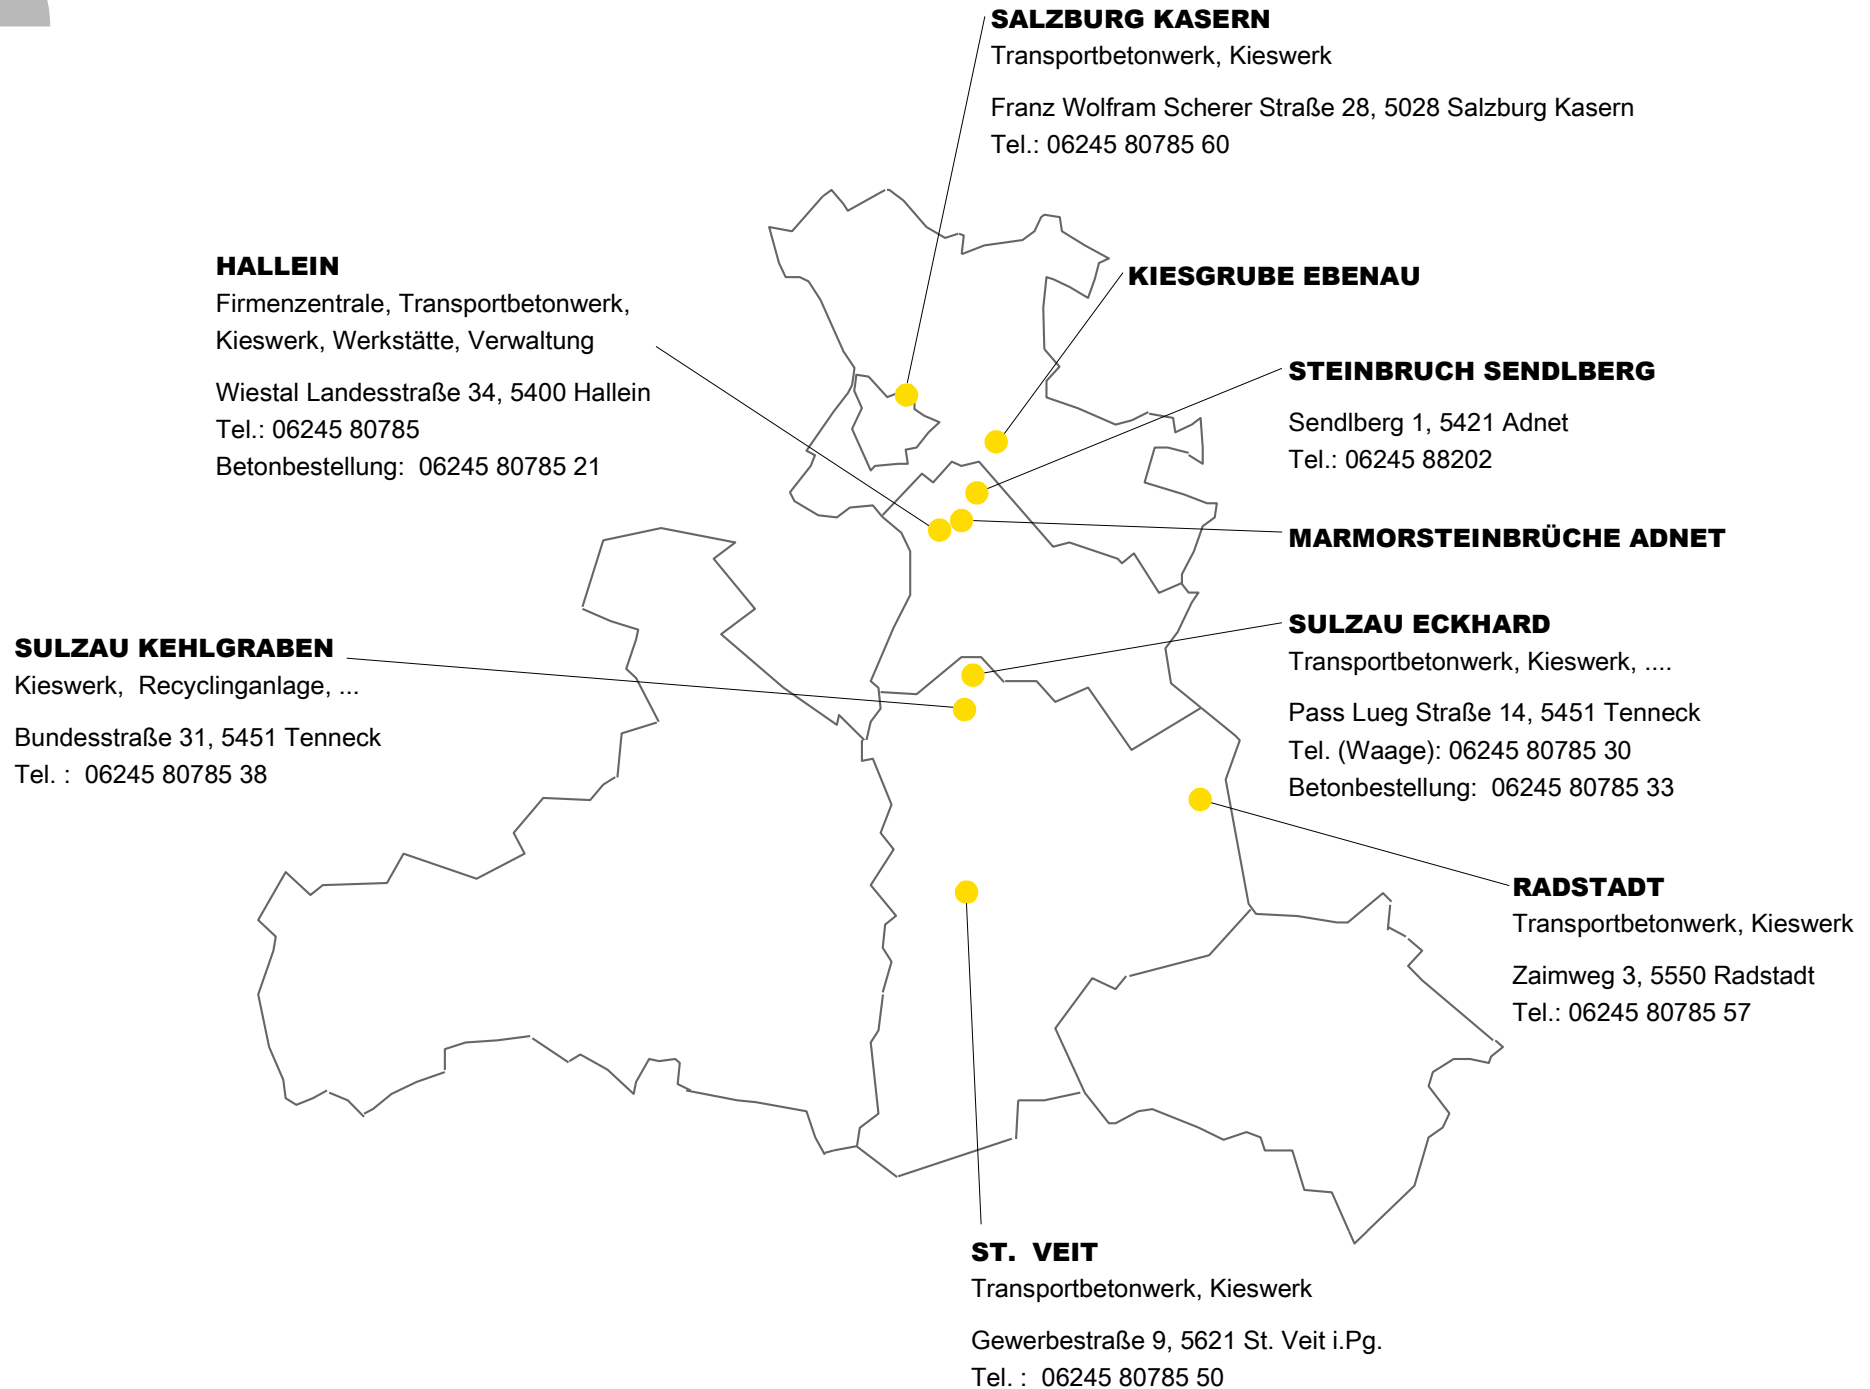 SALZBURG KASERN
Transportbetonwerk, Kieswerk
Franz Wolfram Scherer Straße 28, 5028 Salzburg Kasern
Tel.: 06245 80785 60
HALLEIN
Firmenzentrale, Transportbetonwerk,
Kieswerk, Werkstätte, Verwaltung
Wiestal Landesstraße 34, 5400 Hallein
Tel.: 06245 80785
Betonbestellung: 06245 80785 21
KIESGRUBE EBENAU
STEINBRUCH SENDLBERG
Sendlberg 1, 5421 Adnet
Tel.: 06245 88202
MARMORSTEINBRÜCHE ADNET
SULZAU KEHLGRABEN
Kieswerk, Recyclinganlage, ...
Bundesstraße 31, 5451 Tenneck
Tel. : 06245 80785 38
SULZAU ECKHARD
Transportbetonwerk, Kieswerk, ....
Pass Lueg Straße 14, 5451 Tenneck
Tel. (Waage): 06245 80785 30
Betonbestellung: 06245 80785 33
RADSTADT
Transportbetonwerk, Kieswerk
Zaimweg 3, 5550 Radstadt
Tel.: 06245 80785 57
ST. VEIT
Transportbetonwerk, Kieswerk
Gewerbestraße 9, 5621 St. Veit i.Pg.
Tel. : 06245 80785 50